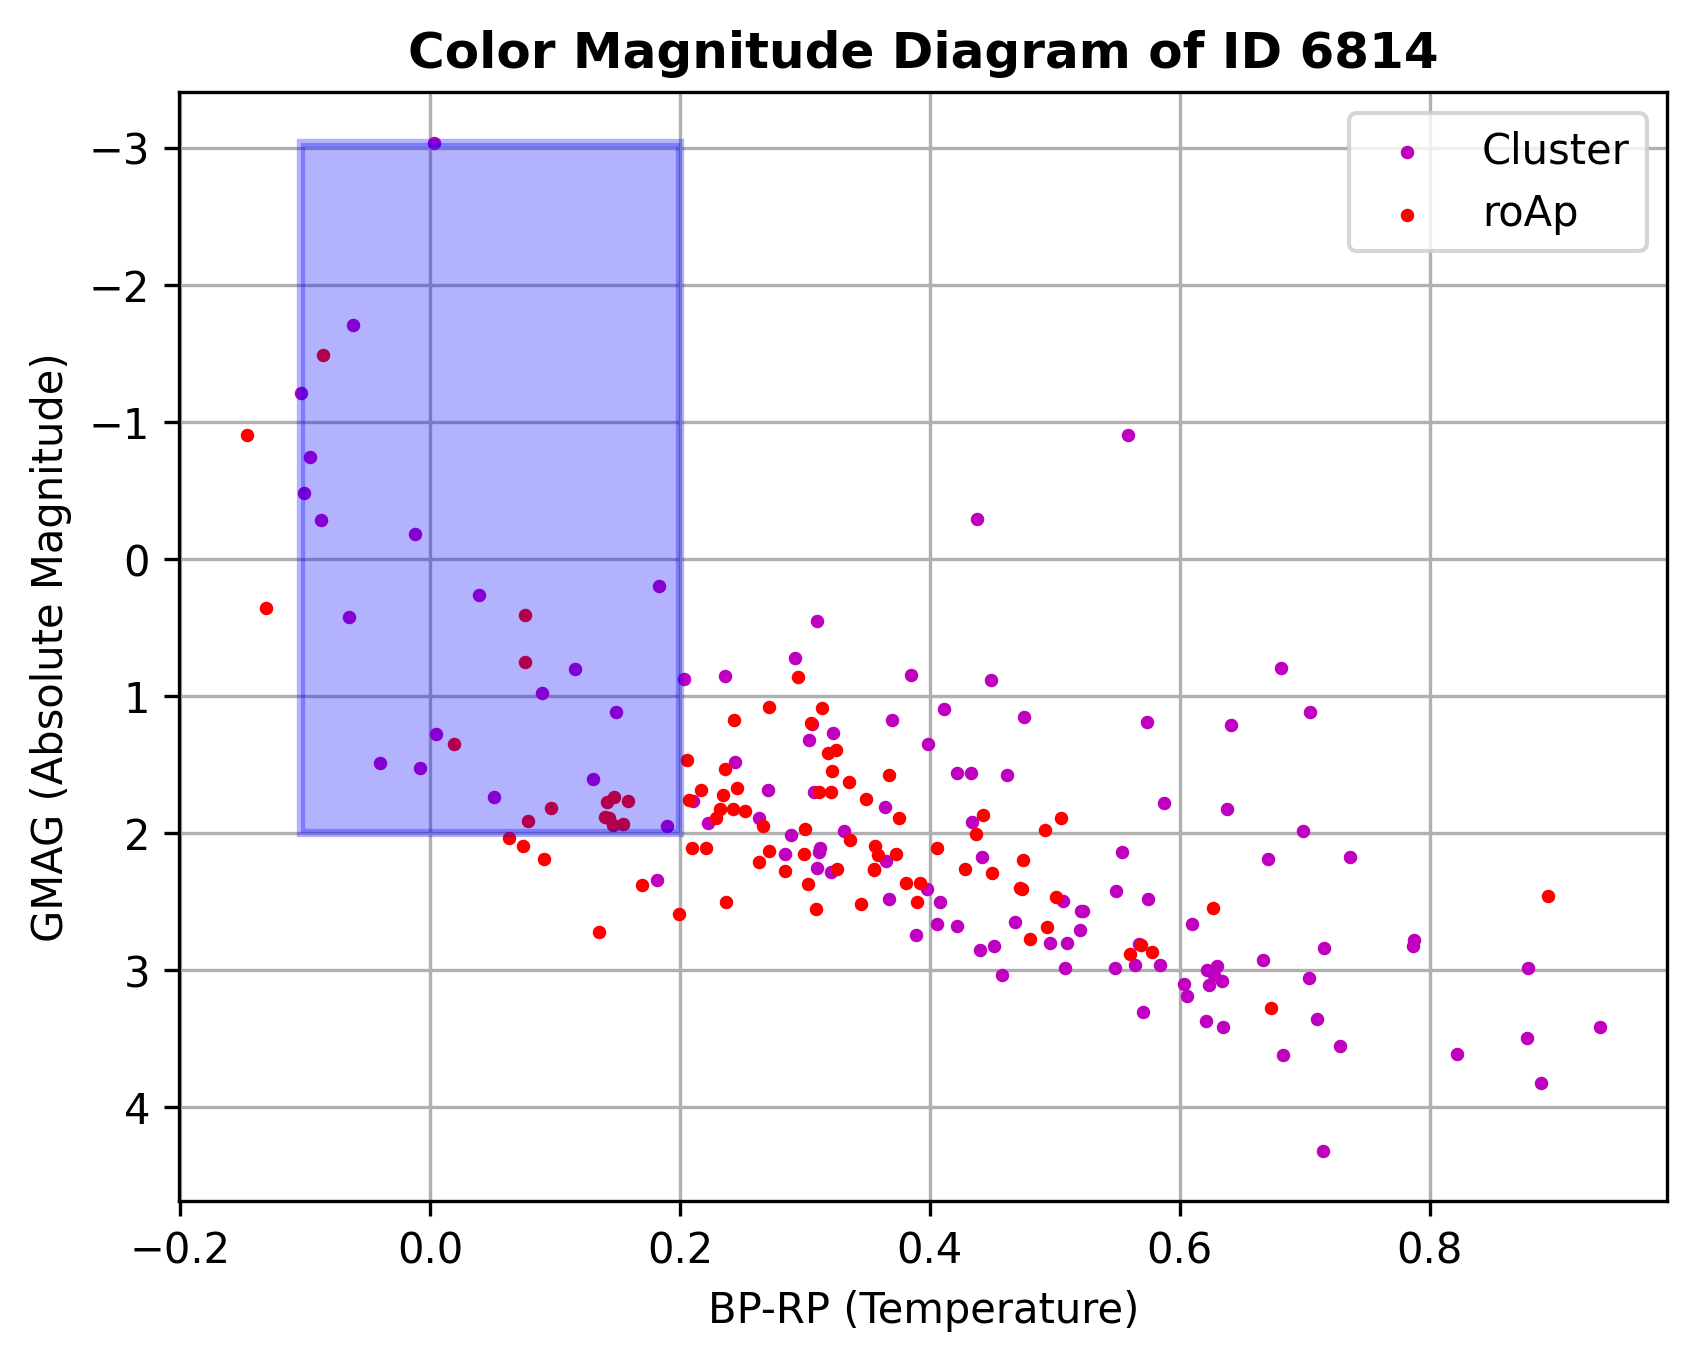 Color Magnitude Diagram of ID 6814
Cluster
roAp
−3
−2
−1
0
1
2
3
4
GMAG (Absolute Magnitude)
−0.2 0.0 0.2 0.4 0.6 0.8
BP-RP (Temperature)